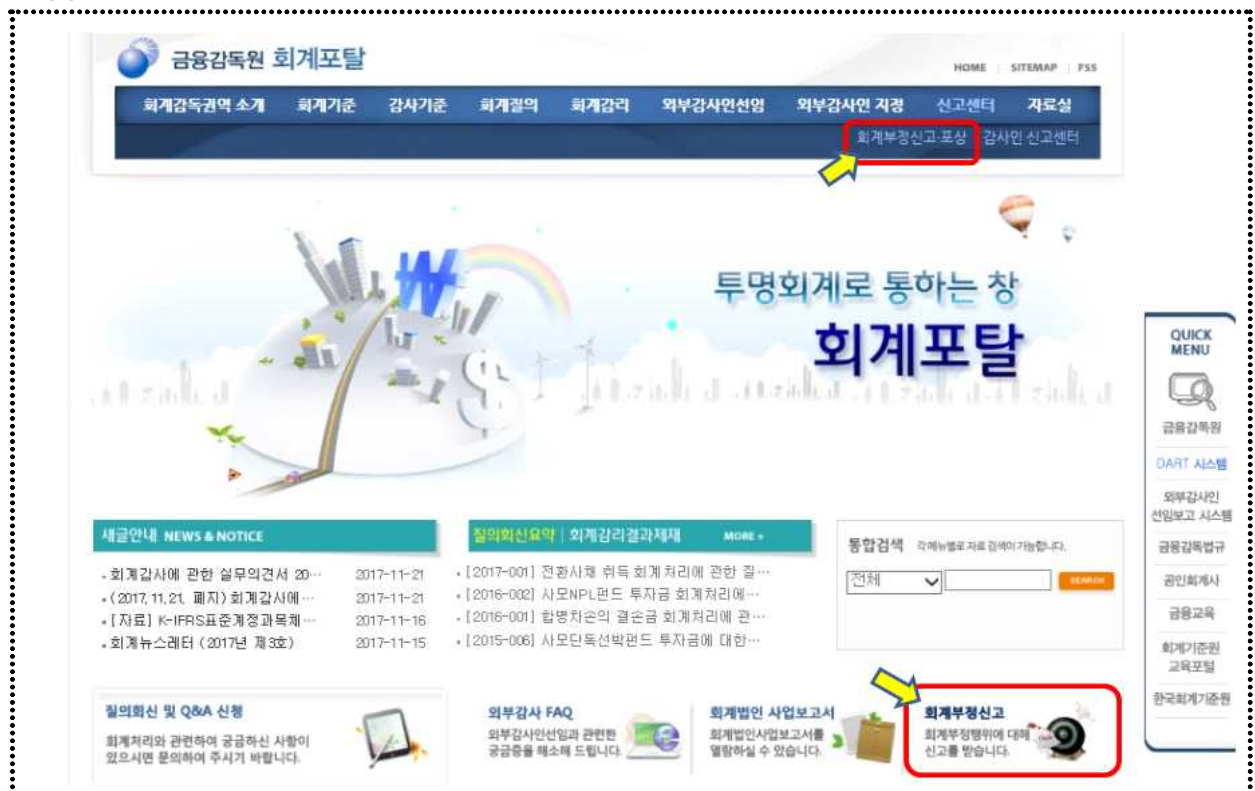 금융감독원 회계포탈
HOME | SITEMAP | FSS
회계감독권역 소개 회계기준 감사기준 회계질의 회계감리 외부감사인선임 외부감사인 지정 신고센터 자료실
회계부정신고·포상 감사인 신고센터
투명회계로 통하는 창
회계포탈
QUICK
MENU
금융감독원
DART 시스템
외부감사인
선임보고 시스템
금융감독법규
공인회계사
금융교육
회계기준원
교육포털
한국회계기준원
새글안내 NEWS & NOTICE
회계감사에 관한 실무의견서 20… 2017-11-21
(2017, 11, 21, 폐지) 회계감사에… 2017-11-21
[자료] K-IFRS표준계정과목체… 2017-11-16
회계뉴스레터 (2017년 제3호) 2017-11-15
질의회신요약 | 회계감리결과제재 MORE +
[2017-001] 전환사채 취득 회계처리에 관한 질…
[2016-002] 사모NPL펀드 투자금 회계처리에…
[2016-001] 합병차손의 결손금 회계처리에 관…
[2015-006] 사모단독선박펀드 투자금에 대한…
통합검색 각 메뉴별로 자료 검색이 가능합니다.
전체 SEARCH
질의회신 및 Q&A 신청
회계처리와 관련하여 궁금하신 사항이
있으시면 문의하여 주시기 바랍니다.
외부감사 FAQ
외부감사인선임과 관련한
궁금증을 해소해 드립니다.
회계법인 사업보고서
회계법인사업보고서를
열람하실 수 있습니다.
회계부정신고
회계부정행위에 대해
신고를 받습니다.